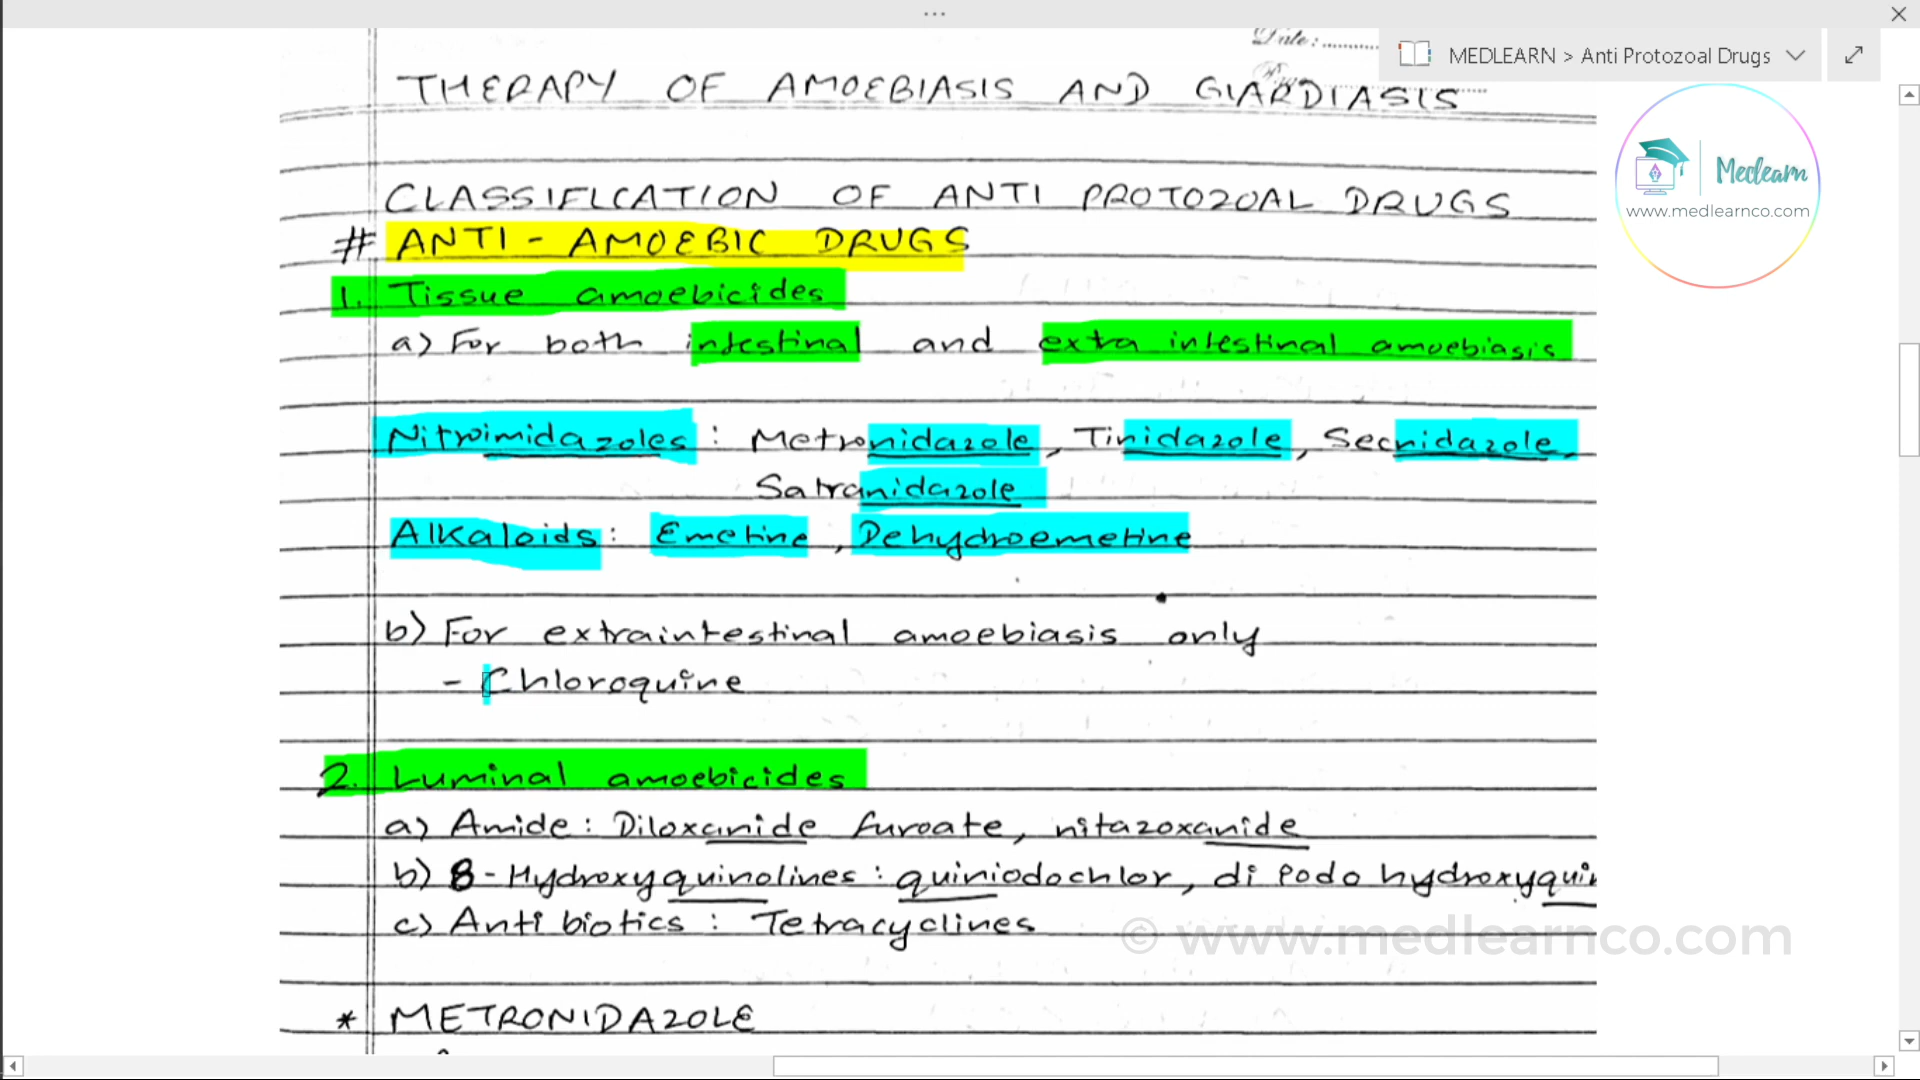 MEDLEARN > Anti Protozoal Drugs
Date:
THERAPY OF AMOEBIASIS AND GIARDIASIS
Medlearn
www.medlearnco.com
CLASSIFICATION OF ANTI PROTOZOAL DRUGS
# ANTI - AMOEBIC DRUGS
1. Tissue amoebicides
a) For both intestinal and extra intestinal amoebiasis
Nitroimidazoles : Metronidazole, Tinidazole, Secnidazole,
Satranidazole
Alkaloids : Emetine, Dehydroemetine
b) For extraintestinal amoebiasis only
- Chloroquine
2. Luminal amoebicides
a) Amide : Diloxanide furoate, nitazoxanide
b) 8-Hydroxyquinolines : quiniodochlor, di iodo hydroxyquin
c) Anti biotics : Tetracyclines
© www.medlearnco.com
* METRONIDAZOLE